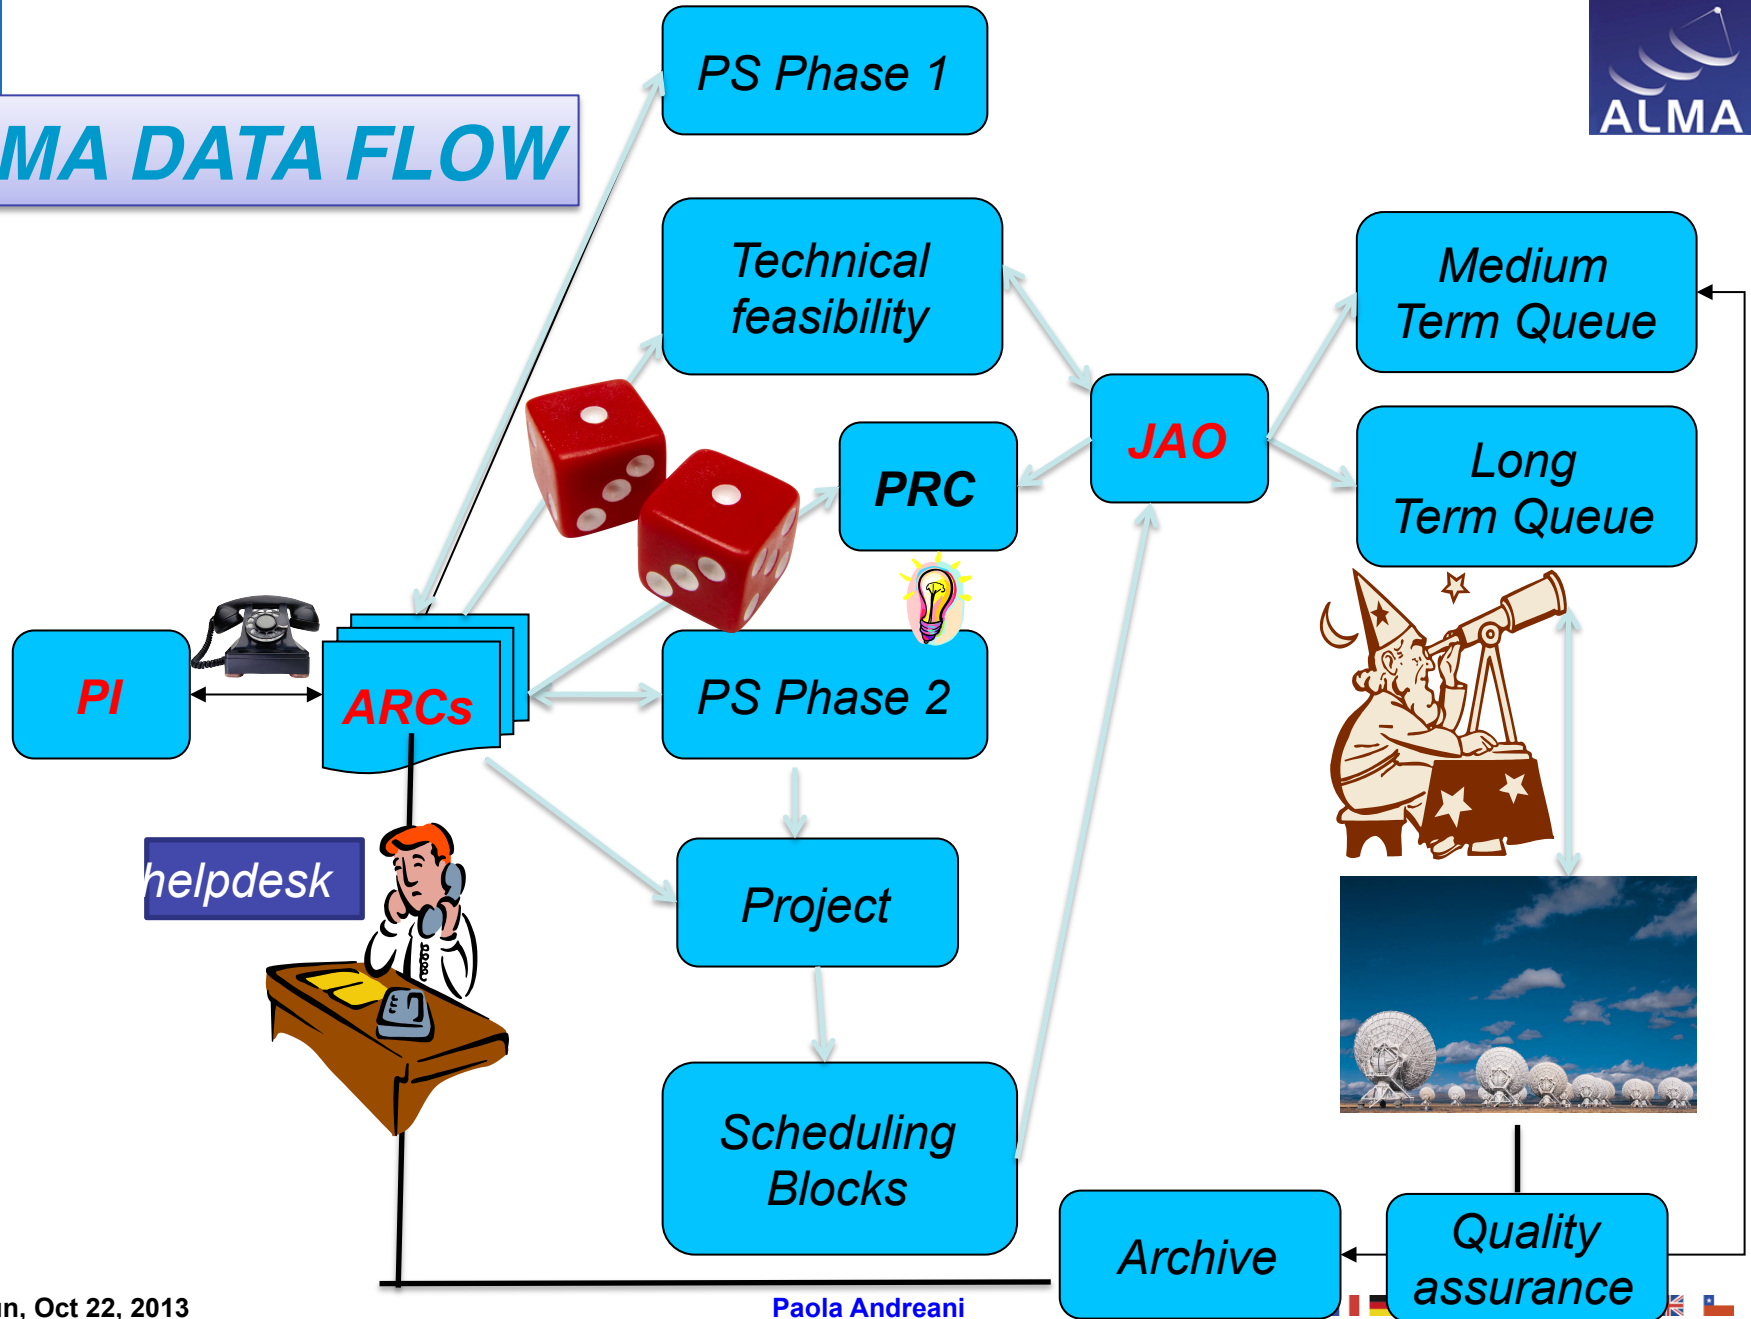 PS Phase 1
ALMA
MA DATA FLOW
Technical
feasibility
Medium
Term Queue
JAO
PRC
Long
Term Queue
PI
ARCs
PS Phase 2
helpdesk
Project
Scheduling
Blocks
Archive
Quality
assurance
n, Oct 22, 2013
Paola Andreani